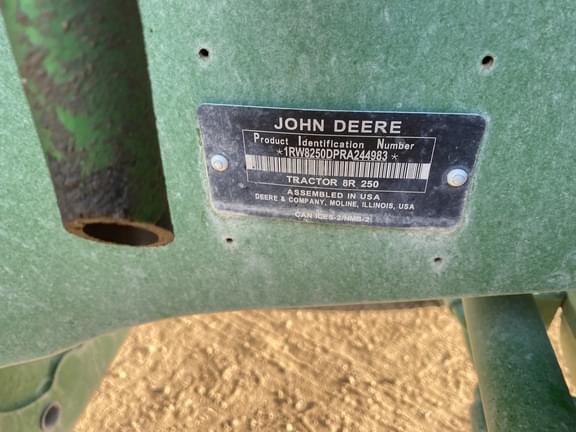 JOHN DEERE
Product Identification Number
*1RW8250DPRA244983*
TRACTOR 8R 250
ASSEMBLED IN USA
DEERE & COMPANY, MOLINE, ILLINOIS, USA
CAN ICES-2/NMB-2